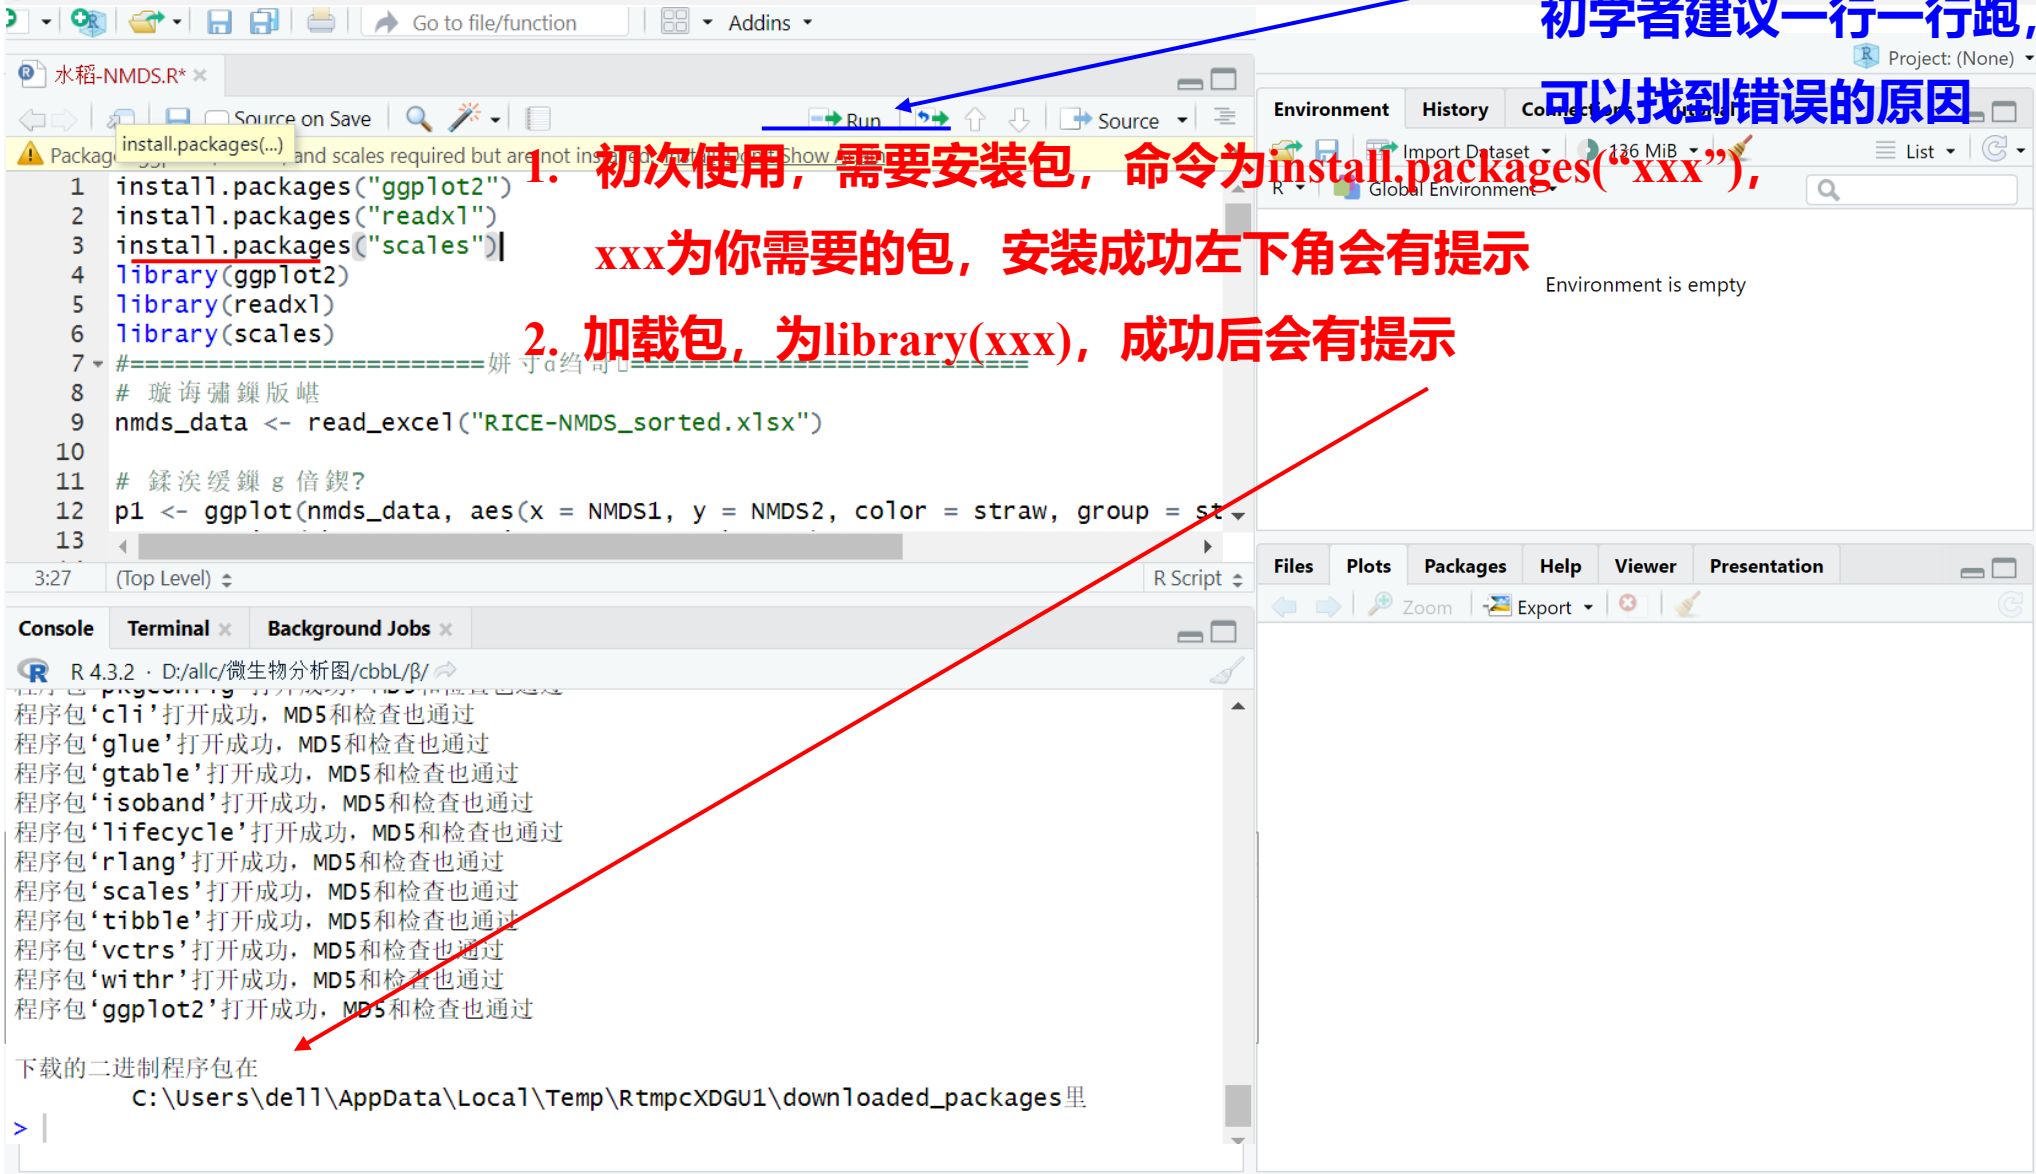 初学者建议一行一行跑，
可以找到错误的原因
Go to file/function
Addins
Project: (None)
水稻-NMDS.R*
Source on Save
Run
Source
install.packages(...)
and scales required but are not
Show
1. 初次使用，需要安装包，命令为install.packages(“xxx”),
xxx为你需要的包，安装成功左下角会有提示
2. 加载包，为library(xxx)，成功后会有提示
1 install.packages("ggplot2")
2 install.packages("readxl")
3 install.packages("scales")
4 library(ggplot2)
5 library(readxl)
6 library(scales)
7 #======================
8 #
9 nmds_data <- read_excel("RICE-NMDS_sorted.xlsx")
10
11 #
12 p1 <- ggplot(nmds_data, aes(x = NMDS1, y = NMDS2, color = straw, group = st
13
3:27 (Top Level) R Script
Environment History
Import Dataset 136 MiB List
R Global Environment
Environment is empty
Files Plots Packages Help Viewer Presentation
Zoom Export
Console Terminal Background Jobs
R 4.3.2 · D:/allc/微生物分析图/cbbL/β/
程序包‘cli’打开成功，MD5和检查也通过
程序包‘glue’打开成功，MD5和检查也通过
程序包‘gtable’打开成功，MD5和检查也通过
程序包‘isoband’打开成功，MD5和检查也通过
程序包‘lifecycle’打开成功，MD5和检查也通过
程序包‘rlang’打开成功，MD5和检查也通过
程序包‘scales’打开成功，MD5和检查也通过
程序包‘tibble’打开成功，MD5和检查也通过
程序包‘vctrs’打开成功，MD5和检查也通过
程序包‘withr’打开成功，MD5和检查也通过
程序包‘ggplot2’打开成功，MD5和检查也通过
下载的二进制程序包在
C:\Users\dell\AppData\Local\Temp\RtmpcXDGU1\downloaded_packages里
>